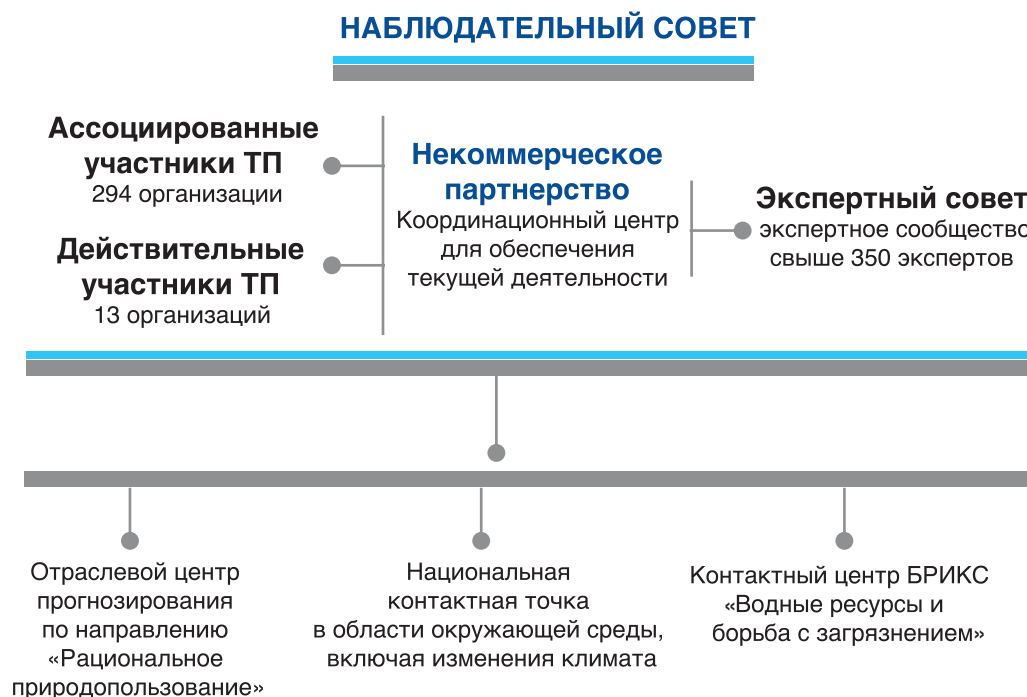 НАБЛЮДАТЕЛЬНЫЙ СОВЕТ
Ассоциированные
участники ТП
294 организации
Действительные
участники ТП
13 организаций
Некоммерческое
партнерство
Координационный центр
для обеспечения
текущей деятельности
Экспертный совет
экспертное сообщество
свыше 350 экспертов
Отраслевой центр
прогнозирования
по направлению
«Рациональное
природопользование»
Национальная
контактная точка
в области окружающей среды,
включая изменения климата
Контактный центр БРИКС
«Водные ресурсы и
борьба с загрязнением»